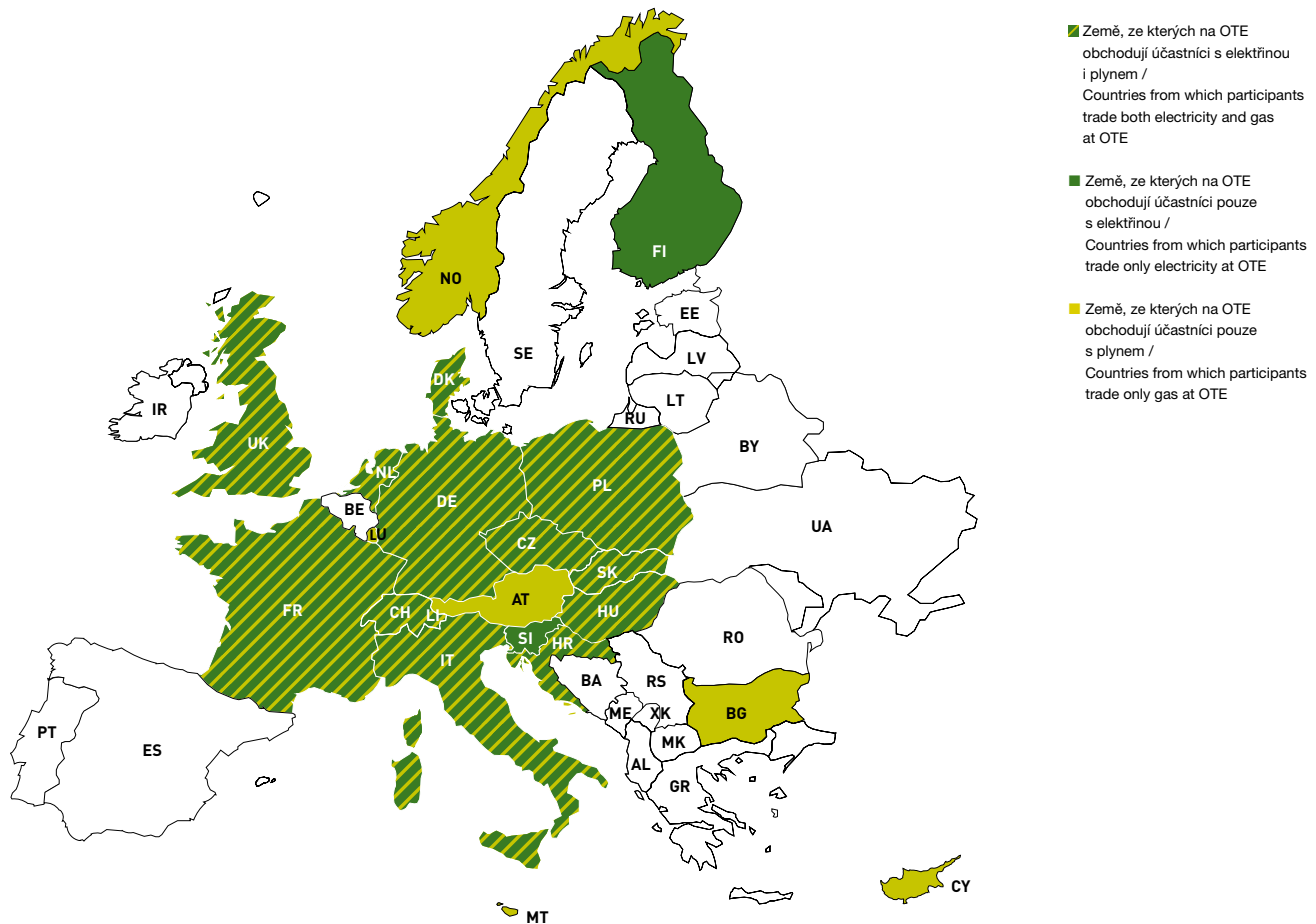 Země, ze kterých na OTE
obchodují účastníci s elektřinou
i plynem /
Countries from which participants
trade both electricity and gas
at OTE
Země, ze kterých na OTE
obchodují účastníci pouze
s elektřinou /
Countries from which participants
trade only electricity at OTE
Země, ze kterých na OTE
obchodují účastníci pouze
s plynem /
Countries from which participants
trade only gas at OTE
FI
NO
EE
SE
LV
DK
LT
IR
RU
UK
BY
NL
PL
DE
BE
UA
LU
CZ
SK
AT
FR
CH
LI
HU
SI
HR
RO
IT
BA
RS
ME
XK
BG
PT
MK
ES
AL
GR
CY
MT